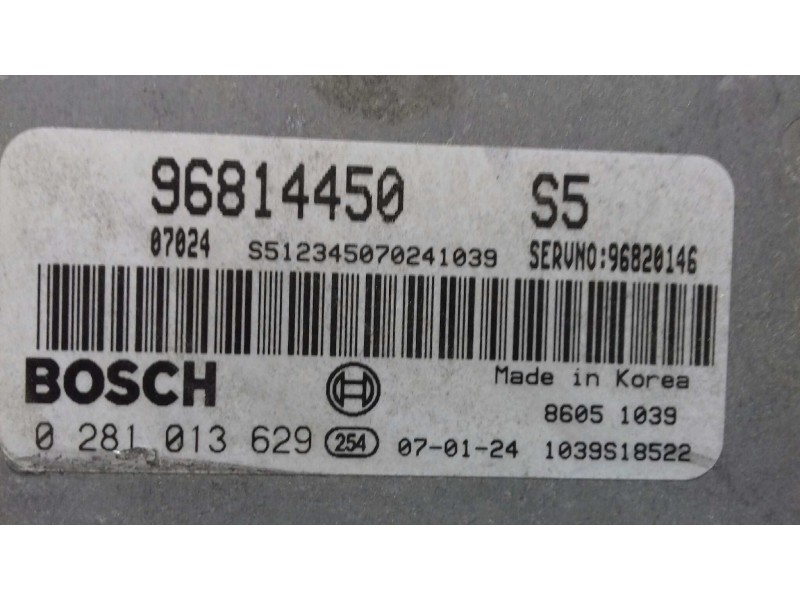 96814450 S5
07024 S512345070241039 SERVNO:96820146
BOSCH Made in Korea
8605 1039
0 281 013 629 254 07-01-24 1039S18522